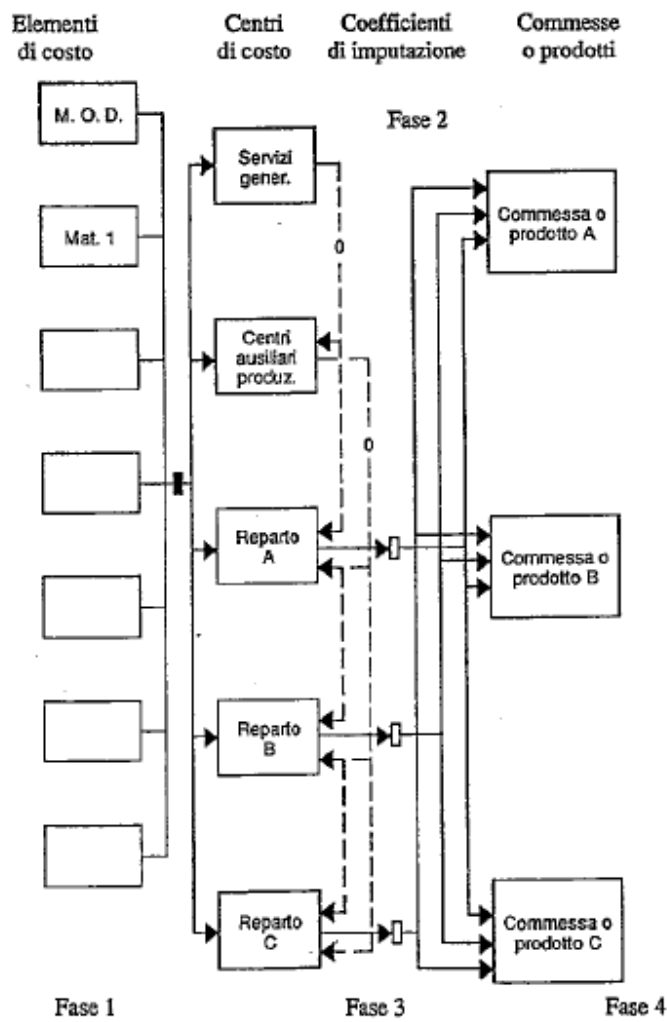 Elementi
di costo
Centri
di costo
Coefficienti
di imputazione
Commesse
o prodotti
Fase 2
M. O. D.
Mat. 1
Servizi
gener.
0
Centri
ausiliari
produz.
0
Reparto
A
Reparto
B
Reparto
C
Commessa o
prodotto A
Commessa o
prodotto B
Commessa o
prodotto C
Fase 1
Fase 3
Fase 4